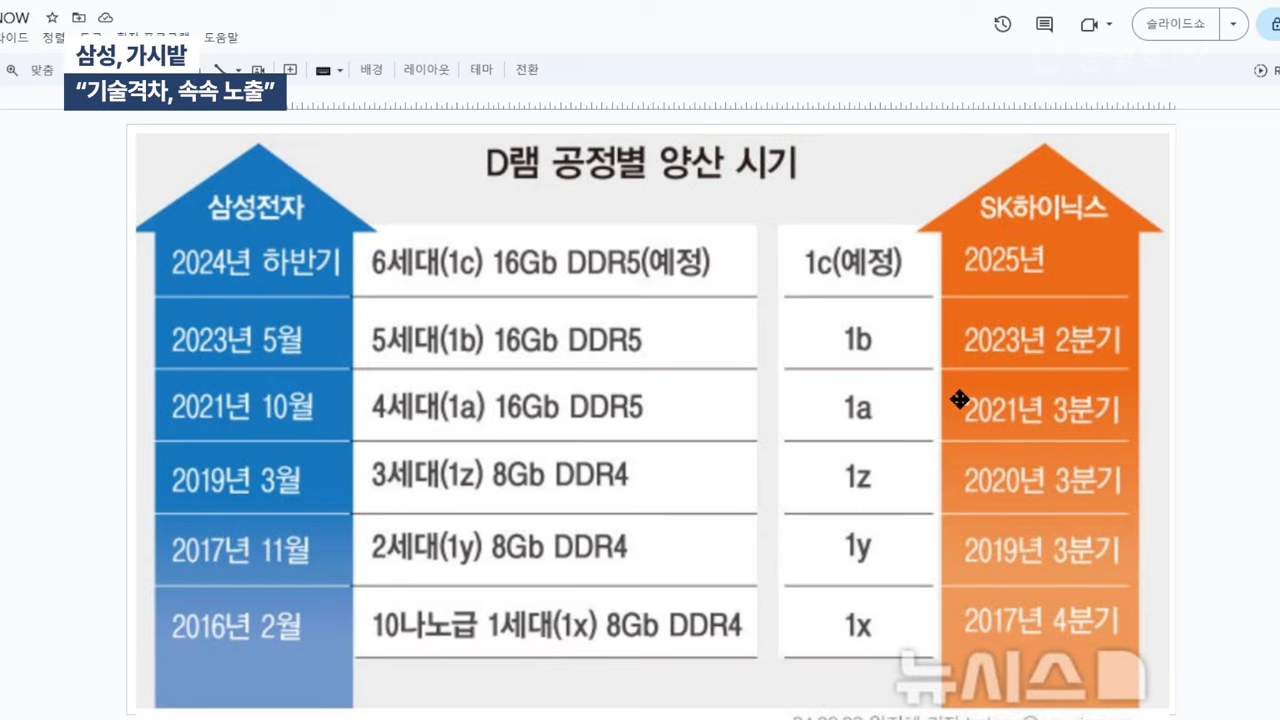 NOW
라이드 정렬 도구 확장 프로그램 도움말
슬라이드쇼
삼성, 가시밭
“기술격차, 속속 노출”
맞춤
배경 레이아웃 테마 전환
D램 공정별 양산 시기
삼성전자
SK하이닉스
2024년 하반기 6세대(1c) 16Gb DDR5(예정) 1c(예정) 2025년
2023년 5월 5세대(1b) 16Gb DDR5 1b 2023년 2분기
2021년 10월 4세대(1a) 16Gb DDR5 1a 2021년 3분기
2019년 3월 3세대(1z) 8Gb DDR4 1z 2020년 3분기
2017년 11월 2세대(1y) 8Gb DDR4 1y 2019년 3분기
2016년 2월 10나노급 1세대(1x) 8Gb DDR4 1x 2017년 4분기
뉴시스